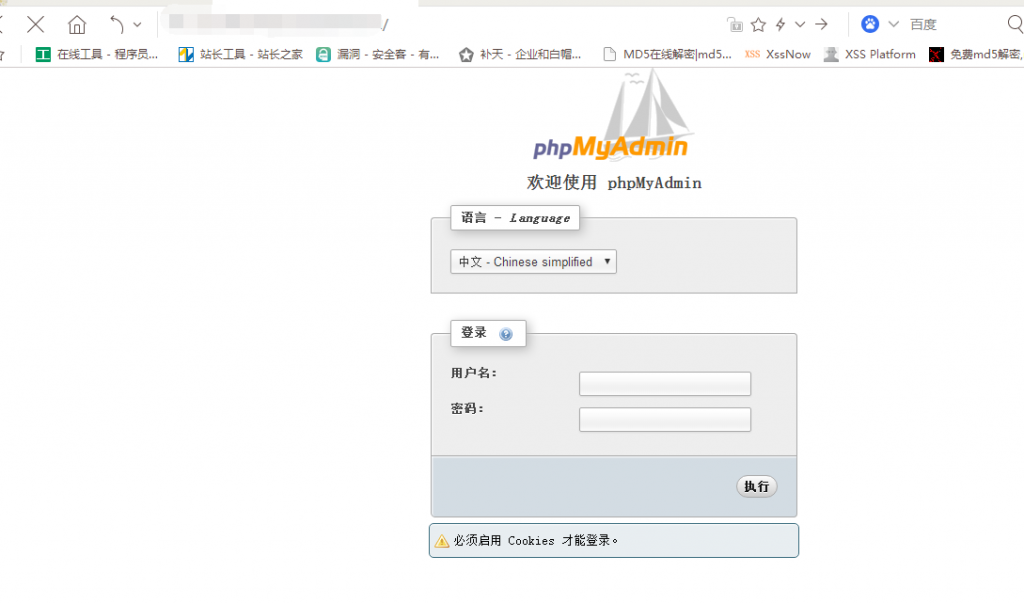 /
百度
在线工具 - 程序员...
站长工具 - 站长之家
漏洞 - 安全客 - 有...
补天 - 企业和白帽...
MD5在线解密|md5...
XSS XssNow
XSS Platform
免费md5解密,
phpMyAdmin
欢迎使用 phpMyAdmin
语言 - Language
中文 - Chinese simplified
登录
用户名:
密码:
执行
必须启用 Cookies 才能登录。